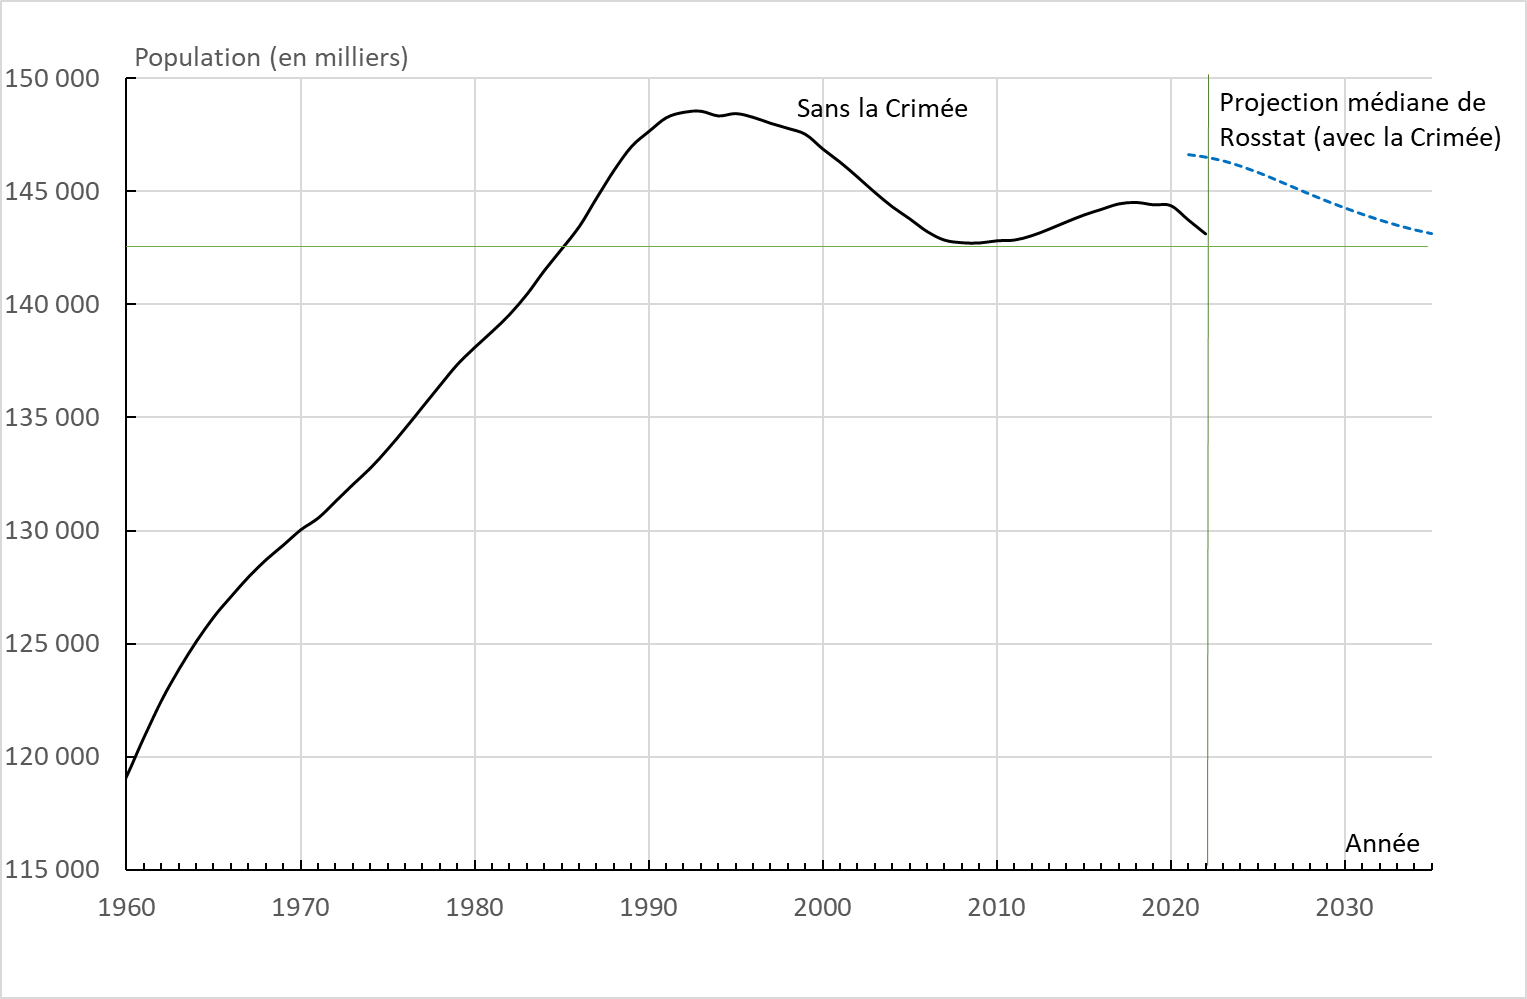 Population (en milliers)
150 000
Sans la Crimée
Projection médiane de
Rosstat (avec la Crimée)
145 000
140 000
135 000
130 000
125 000
120 000
Année
115 000
1960 1970 1980 1990 2000 2010 2020 2030